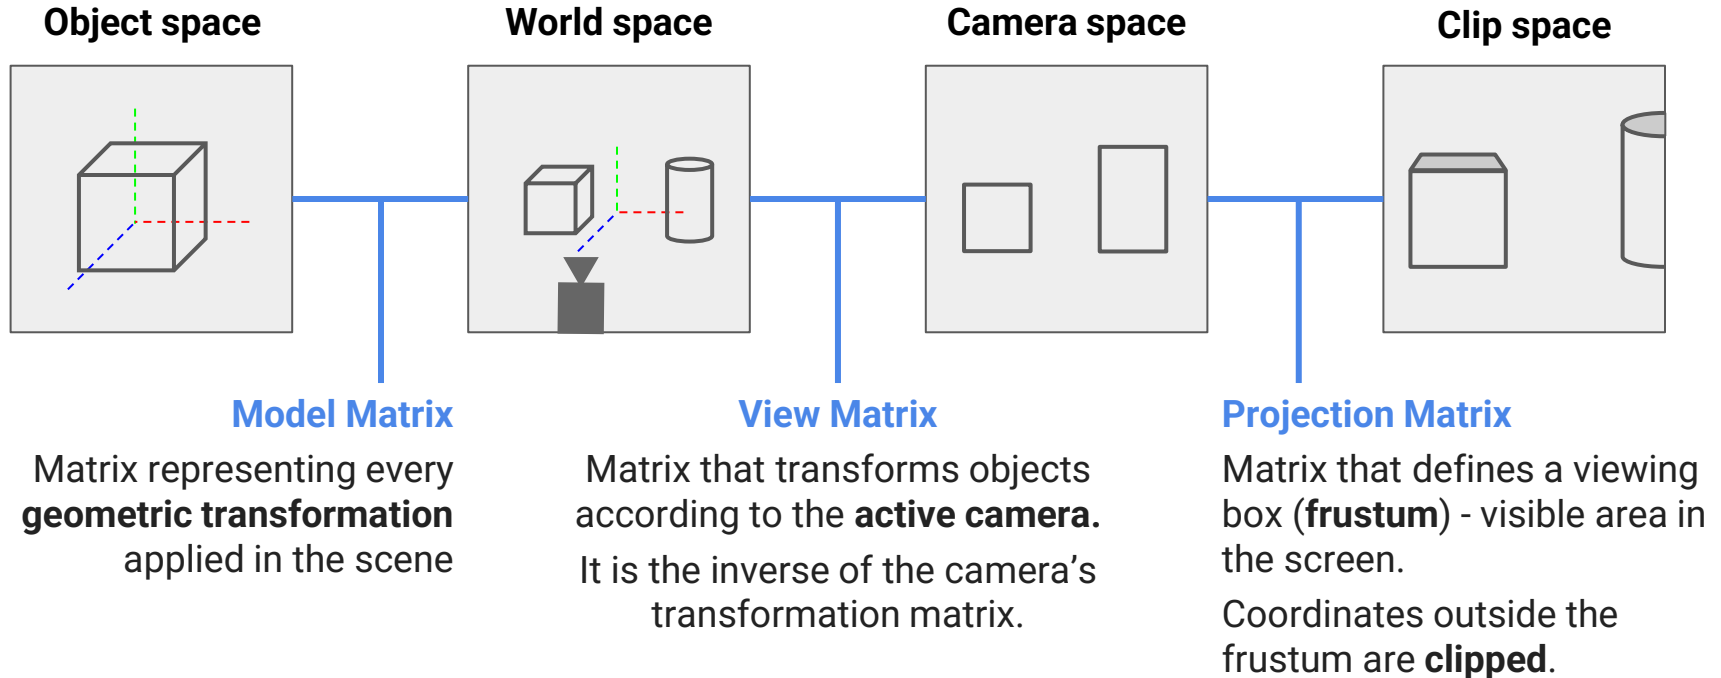 Object space
World space
Camera space
Clip space
Model Matrix
Matrix representing every
geometric transformation
applied in the scene
View Matrix
Matrix that transforms objects
according to the active camera.
It is the inverse of the camera’s
transformation matrix.
Projection Matrix
Matrix that defines a viewing
box (frustum) - visible area in
the screen.
Coordinates outside the
frustum are clipped.